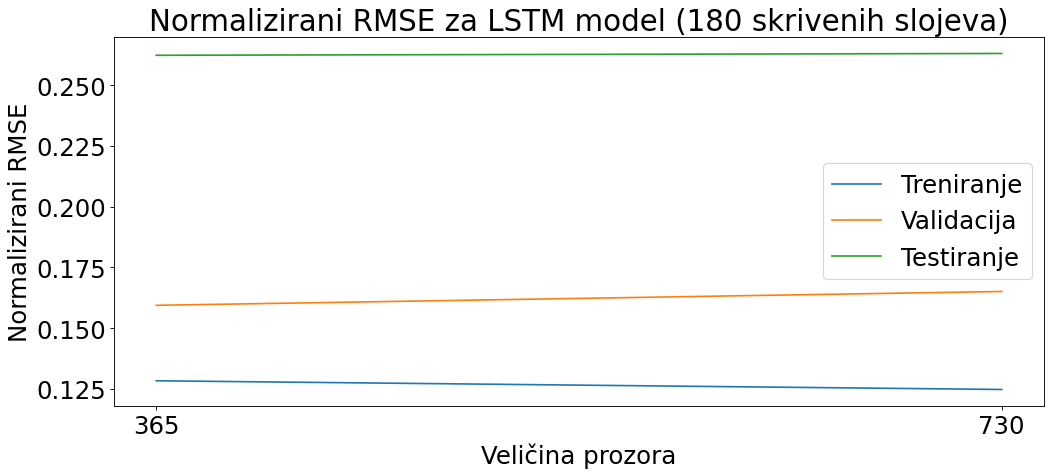 Normalizirani RMSE za LSTM model (180 skrivenih slojeva)
Normalizirani RMSE
0.250
0.225
0.200
0.175
0.150
0.125
Treniranje
Validacija
Testiranje
365
730
Veličina prozora